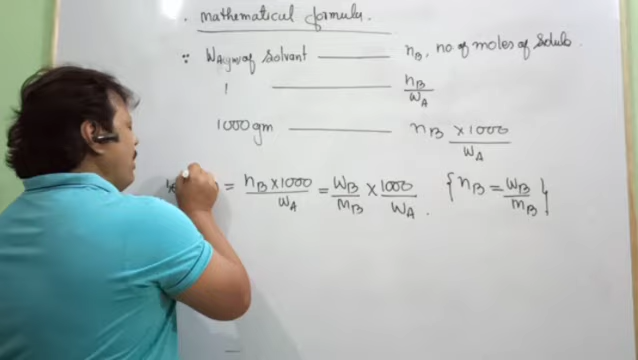 . Mathematical formula.
∵ WA gm of solvent ——— nB, no of moles of Solute.
1 ——— nB/WA
1000 gm ——— nB × 1000/WA
= nB × 1000/WA = WB/MB × 1000/WA. {nB = WB/MB}